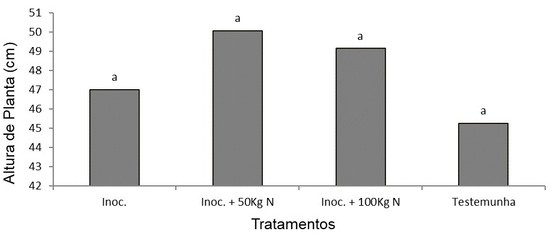 Altura de Planta (cm)
51
50
49
48
47
46
45
44
43
42
a
a
a
a
Inoc.
Inoc. + 50Kg N
Inoc. + 100Kg N
Testemunha
Tratamentos